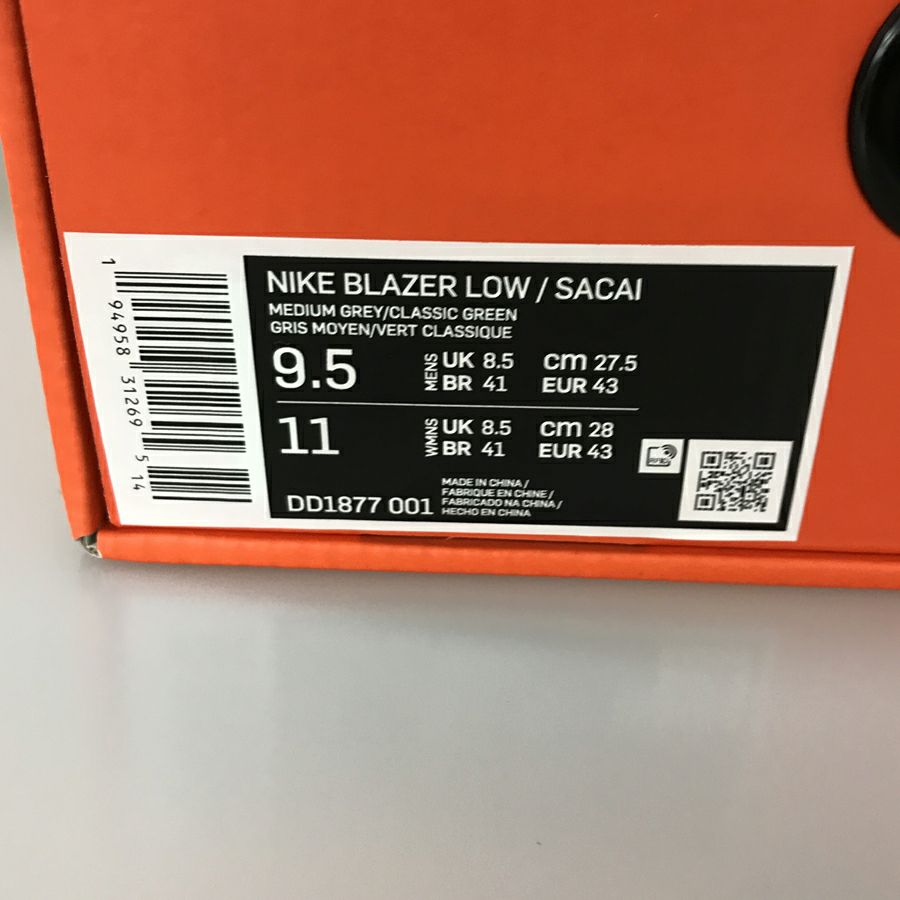 NIKE BLAZER LOW / SACAI
MEDIUM GREY/CLASSIC GREEN
GRIS MOYEN/VERT CLASSIQUE
9.5 MENS UK 8.5 cm 27.5
BR 41 EUR 43
11 WMNS UK 8.5 cm 28
BR 41 EUR 43
DD1877 001
MADE IN CHINA /
FABRIQUE EN CHINE /
FABRICADO NA CHINA /
HECHO EN CHINA
1 94958 31269 5 14